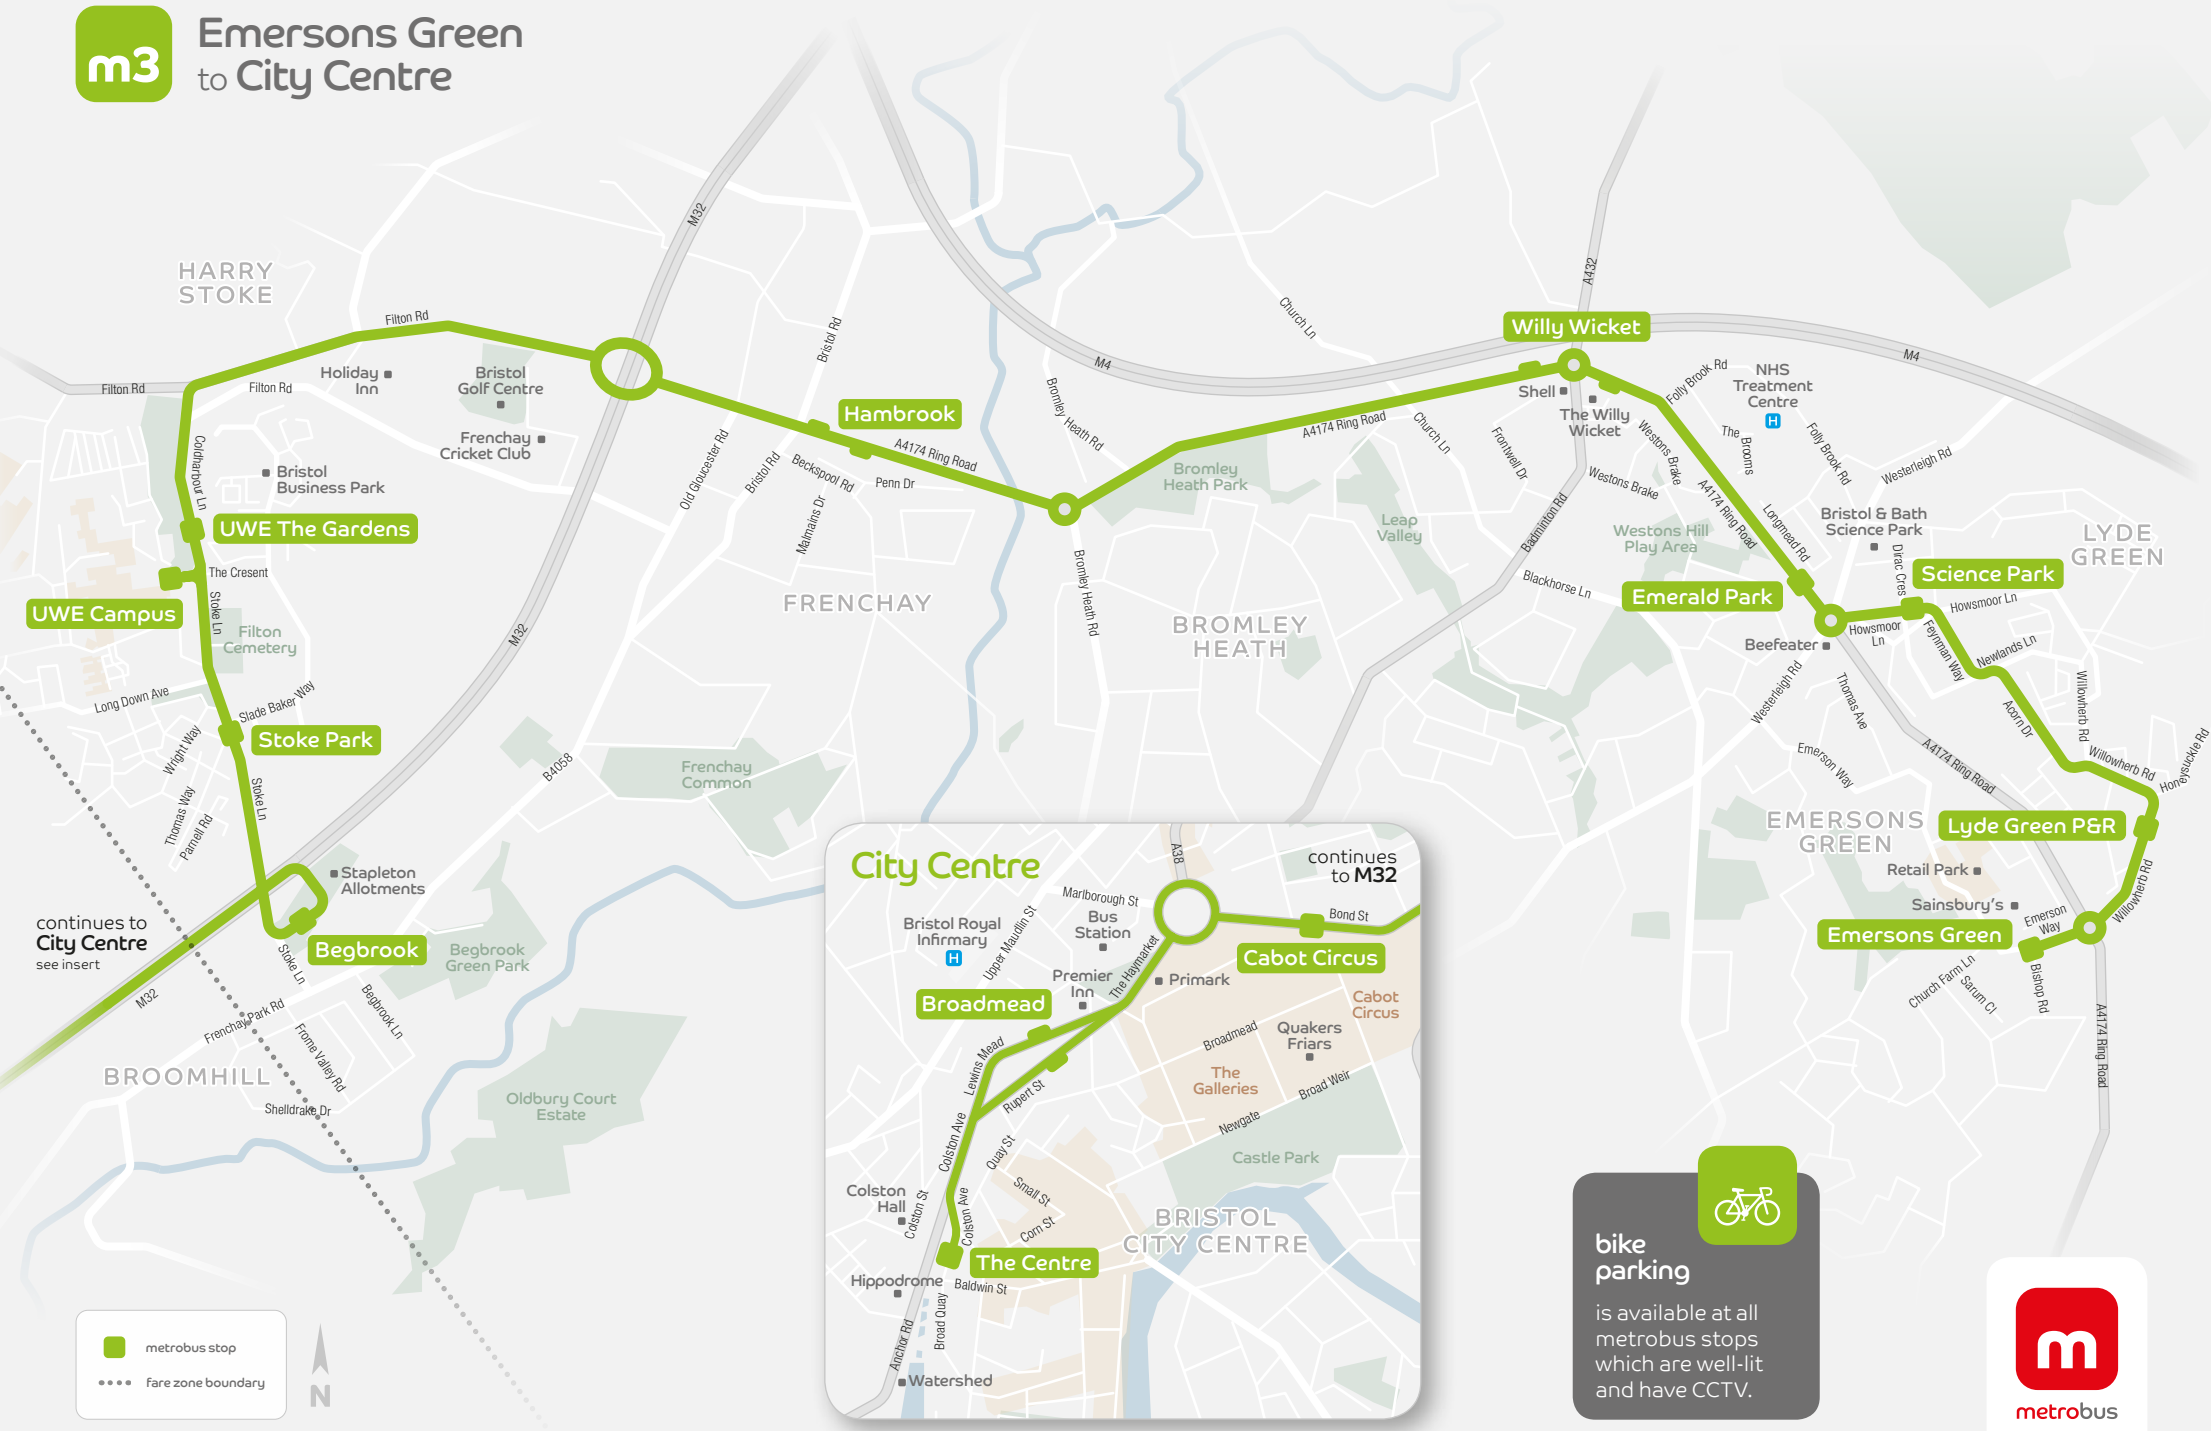 m3
Emersons Green
to City Centre
HARRY
STOKE
Filton Rd
Filton Rd
Filton Rd
Holiday
Inn
Bristol
Golf Centre
Frenchay
Cricket Club
M32
Bristol Rd
Coldharbour Ln
Bristol
Business Park
UWE The Gardens
The Cresent
UWE Campus
Stoke Ln
Filton
Cemetery
Long Down Ave
Slade Baker Way
Stoke Park
Wright Way
Thomas Way
Parnell Rd
Stoke Ln
Stapleton
Allotments
continues to
City Centre
see insert
Begbrook
Begbrook
Green Park
Stoke Ln
M32
Frenchay Park Rd
Begbrook Ln
Frome Valley Rd
BROOMHILL
Shelldrake Dr
Oldbury Court
Estate
Hambrook
A4174 Ring Road
Old Gloucester Rd
Bristol Rd
Beckspool Rd
Penn Dr
Malmains Dr
FRENCHAY
M32
B4058
Frenchay
Common
M4
Church Ln
Bromley Heath Rd
Bromley
Heath Park
A4174 Ring Road
Church Ln
Leap
Valley
Bromley Heath Rd
BROMLEY
HEATH
A432
Willy Wicket
M4
Shell
The Willy
Wicket
Folly Brook Rd
NHS
Treatment
Centre
H
The Brooms
Folly Brook Rd
Westerleigh Rd
Frontwell Dr
Westons Brake
Westons Brake
A4174 Ring Road
Longmead Rd
Badminton Rd
Westons Hill
Play Area
Bristol & Bath
Science Park
LYDE
GREEN
Dirac Cres
Blackhorse Ln
Emerald Park
Science Park
Howsmoor Ln
Howsmoor
Ln
Beefeater
Feynman Way
Newlands Ln
Westerleigh Rd
Thomas Ave
Acorn Dr
Willowherb Rd
Emerson Way
A4174 Ring Road
Willowherb Rd
Honeysuckle Rd
EMERSONS
GREEN
Lyde Green P&R
Retail Park
Sainsbury's
Emerson
Way
Willowherb Rd
Emersons Green
Church Farm Ln
Sarum Cl
Bishop Rd
A4174 Ring Road
City Centre
A38
continues
to M32
Marlborough St
Bristol Royal
Infirmary
H
Upper Maudlin St
Bus
Station
Bond St
Cabot Circus
The Haymarket
Premier
Inn
Primark
Broadmead
Cabot
Circus
Broadmead
Quakers
Friars
Lewins Mead
Rupert St
The
Galleries
Broad Weir
Newgate
Colston Ave
Quay St
Castle Park
Small St
Colston
Hall
Colston St
Colston Ave
Corn St
BRISTOL
CITY CENTRE
The Centre
Hippodrome
Baldwin St
Broad Quay
Anchor Rd
Watershed
metrobus stop
fare zone boundary
N
bike
parking
is available at all
metrobus stops
which are well-lit
and have CCTV.
m
metrobus